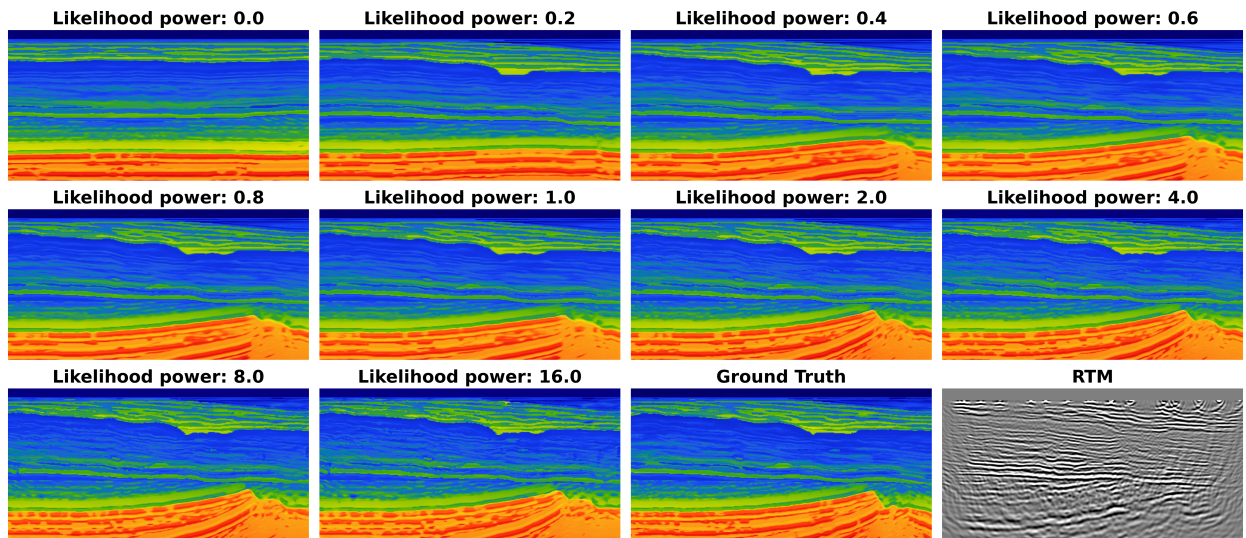 Likelihood power: 0.0
Likelihood power: 0.2
Likelihood power: 0.4
Likelihood power: 0.6
Likelihood power: 0.8
Likelihood power: 1.0
Likelihood power: 2.0
Likelihood power: 4.0
Likelihood power: 8.0
Likelihood power: 16.0
Ground Truth
RTM